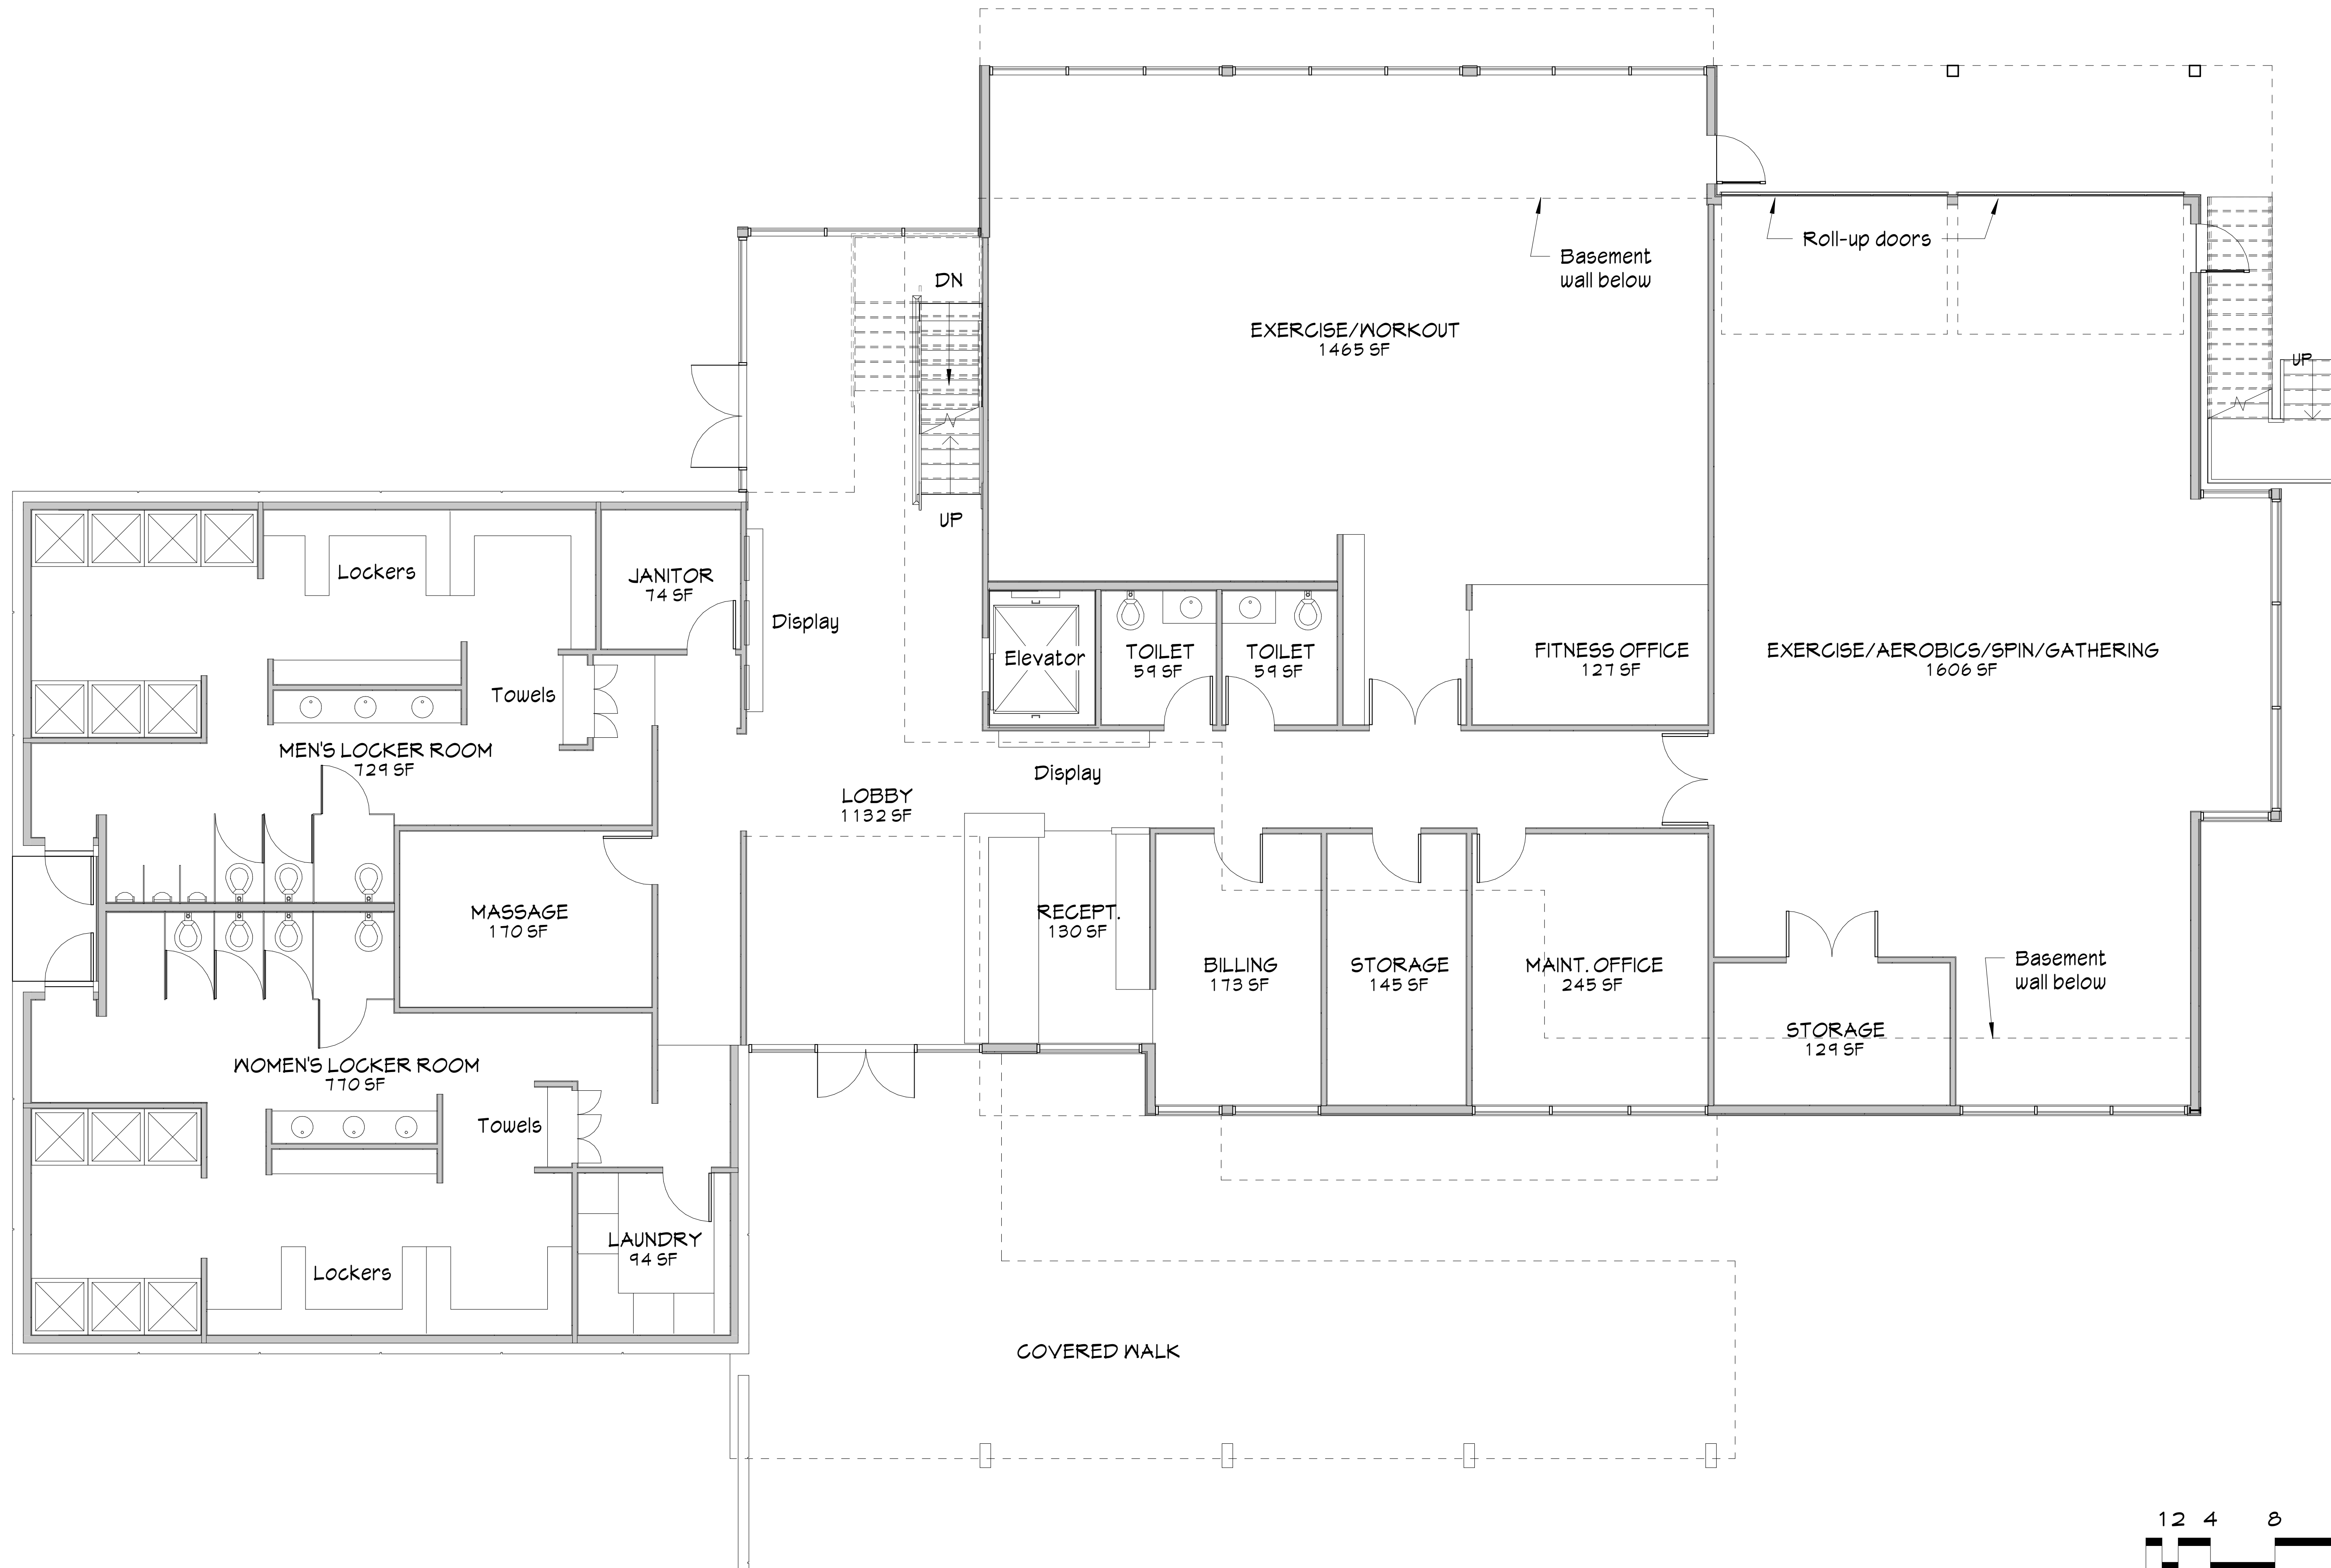 DN
Basement
wall below
Roll-up doors
EXERCISE/WORKOUT
1465 SF
UP
UP
Lockers
JANITOR
74 SF
Display
Elevator
TOILET
59 SF
TOILET
59 SF
FITNESS OFFICE
127 SF
EXERCISE/AEROBICS/SPIN/GATHERING
1606 SF
Towels
MEN'S LOCKER ROOM
729 SF
Display
LOBBY
1132 SF
MASSAGE
170 SF
RECEPT.
130 SF
BILLING
173 SF
STORAGE
145 SF
MAINT. OFFICE
245 SF
Basement
wall below
STORAGE
129 SF
WOMEN'S LOCKER ROOM
770 SF
Towels
LAUNDRY
94 SF
Lockers
COVERED WALK
1 2 4 8